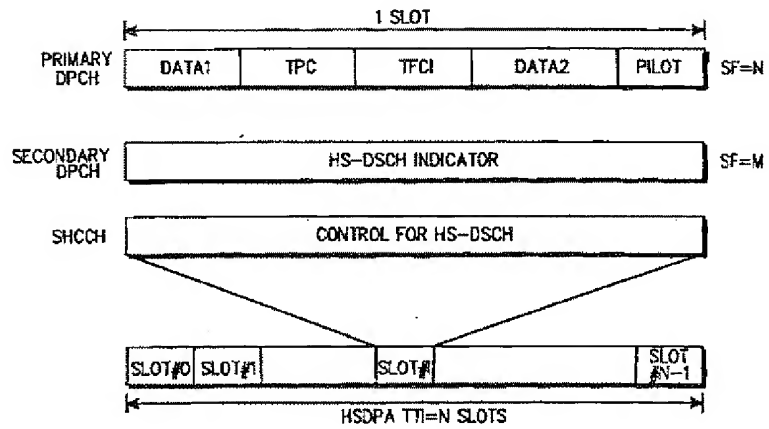 1 SLOT
PRIMARY DPCH
DATA1 TPC TFCI DATA2 PILOT SF=N
SECONDARY DPCH
HS-DSCH INDICATOR SF=M
SHCCH CONTROL FOR HS-DSCH
SLOT#0 SLOT#1 SLOT#i SLOT #N-1
HSDPA TTI=N SLOTS